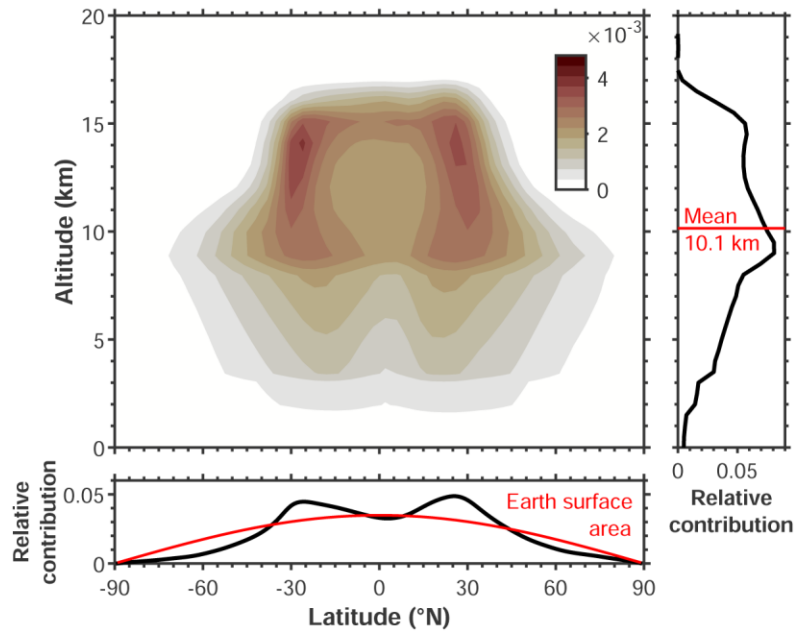 20
15
10
5
0
Altitude (km)
×10-3
4
2
0
Mean
10.1 km
0
0.05
Relative
contribution
0.05
0
Relative
contribution
Earth surface
area
-90
-60
-30
0
30
60
90
Latitude (°N)